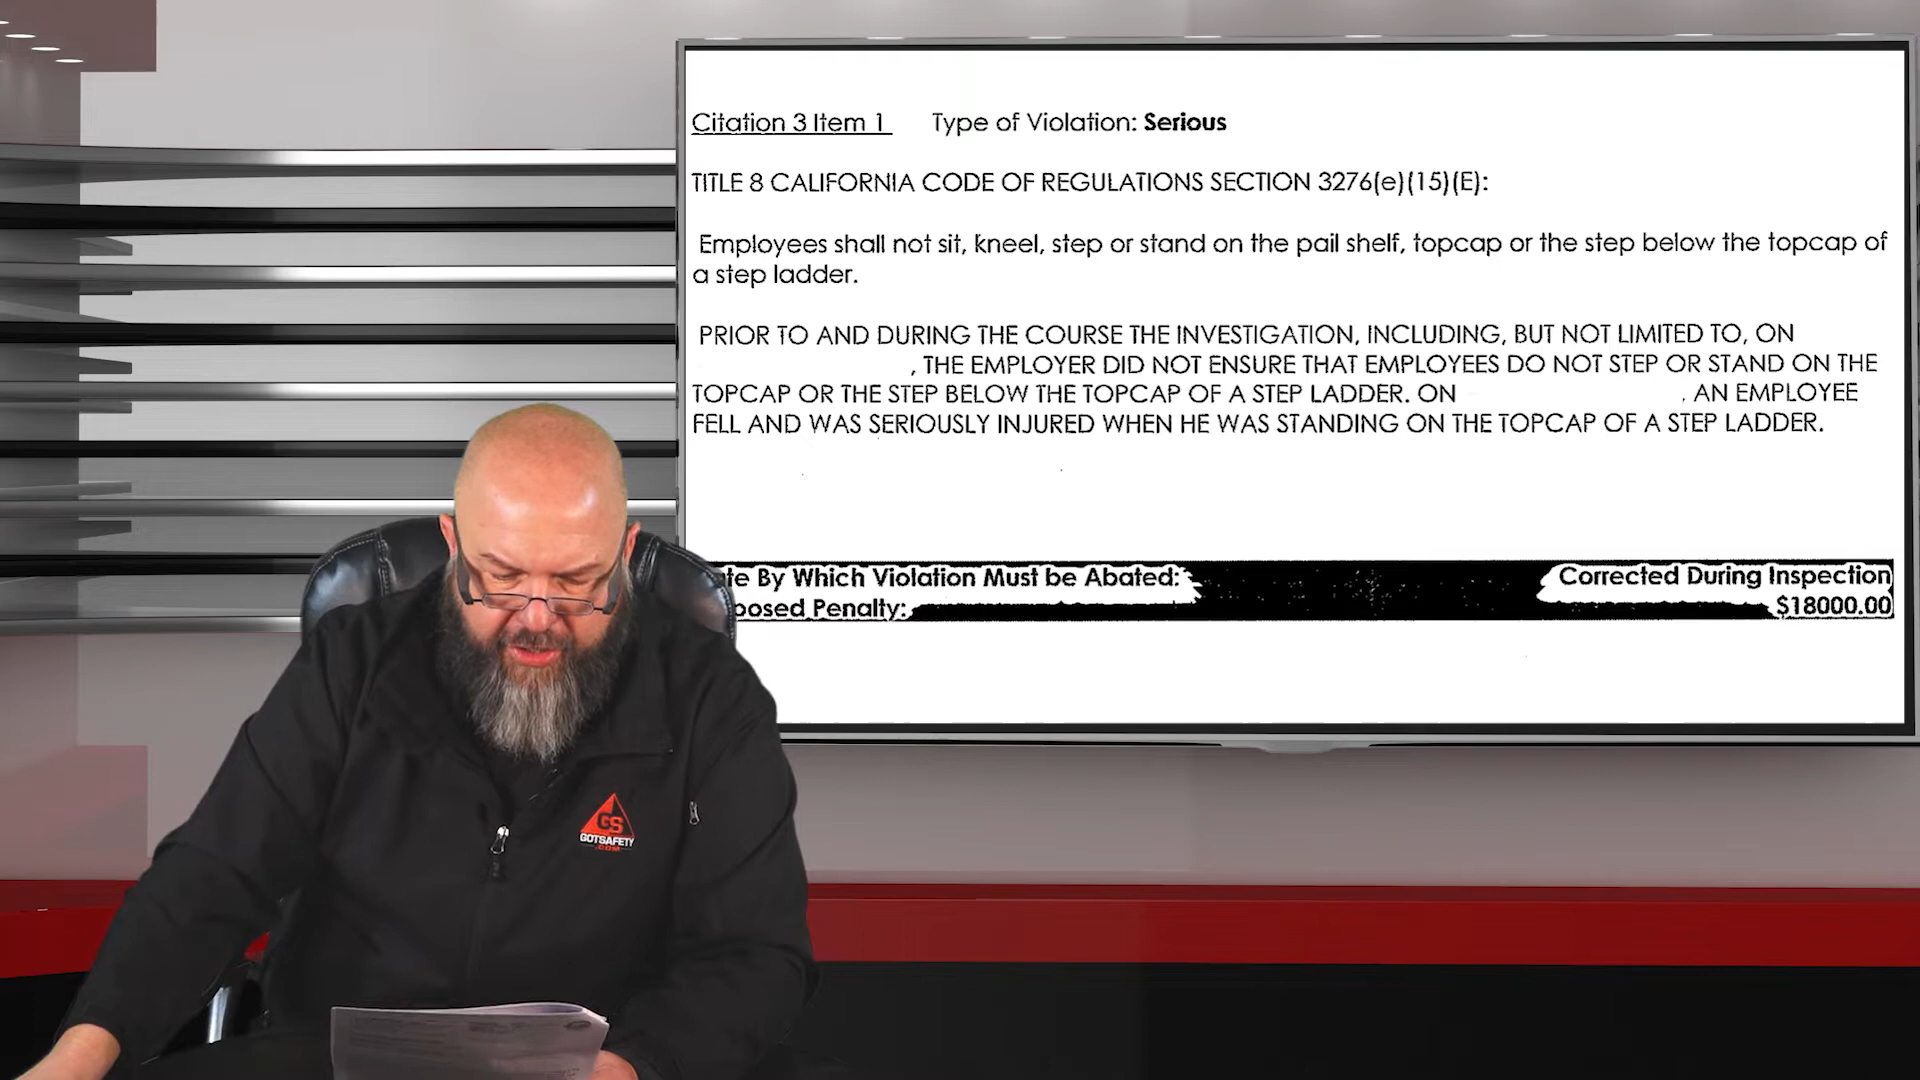 Citation 3 Item 1 Type of Violation: Serious
TITLE 8 CALIFORNIA CODE OF REGULATIONS SECTION 3276(e)(15)(E):
Employees shall not sit, kneel, step or stand on the pail shelf, topcap or the step below the topcap of
a step ladder.
PRIOR TO AND DURING THE COURSE THE INVESTIGATION, INCLUDING, BUT NOT LIMITED TO, ON
, THE EMPLOYER DID NOT ENSURE THAT EMPLOYEES DO NOT STEP OR STAND ON THE
TOPCAP OR THE STEP BELOW THE TOPCAP OF A STEP LADDER. ON , AN EMPLOYEE
FELL AND WAS SERIOUSLY INJURED WHEN HE WAS STANDING ON THE TOPCAP OF A STEP LADDER.
te By Which Violation Must be Abated: Corrected During Inspection
posed Penalty: $18000.00
GS
GOTSAFETY
.COM